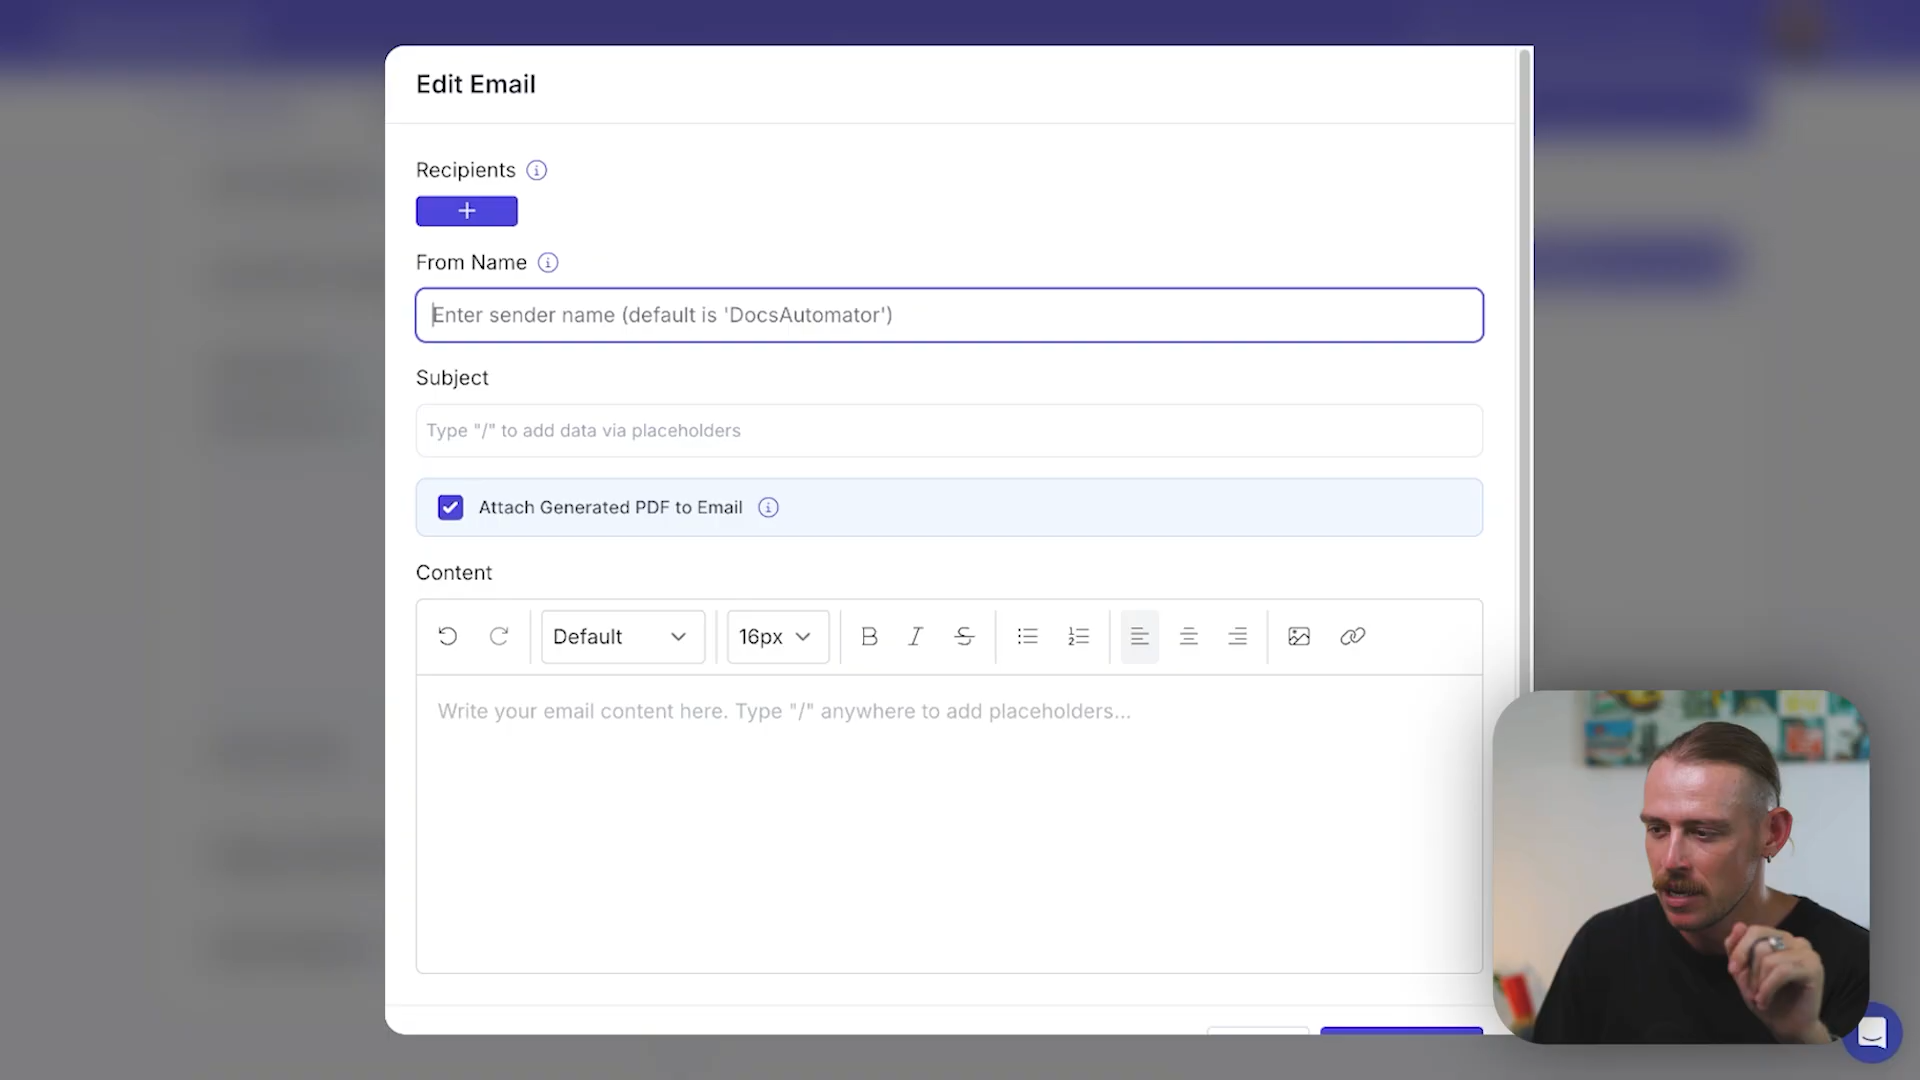 Edit Email
Recipients
From Name
Enter sender name (default is 'DocsAutomator')
Subject
Type "/" to add data via placeholders
Attach Generated PDF to Email
Content
Default
16px
Write your email content here. Type "/" anywhere to add placeholders...